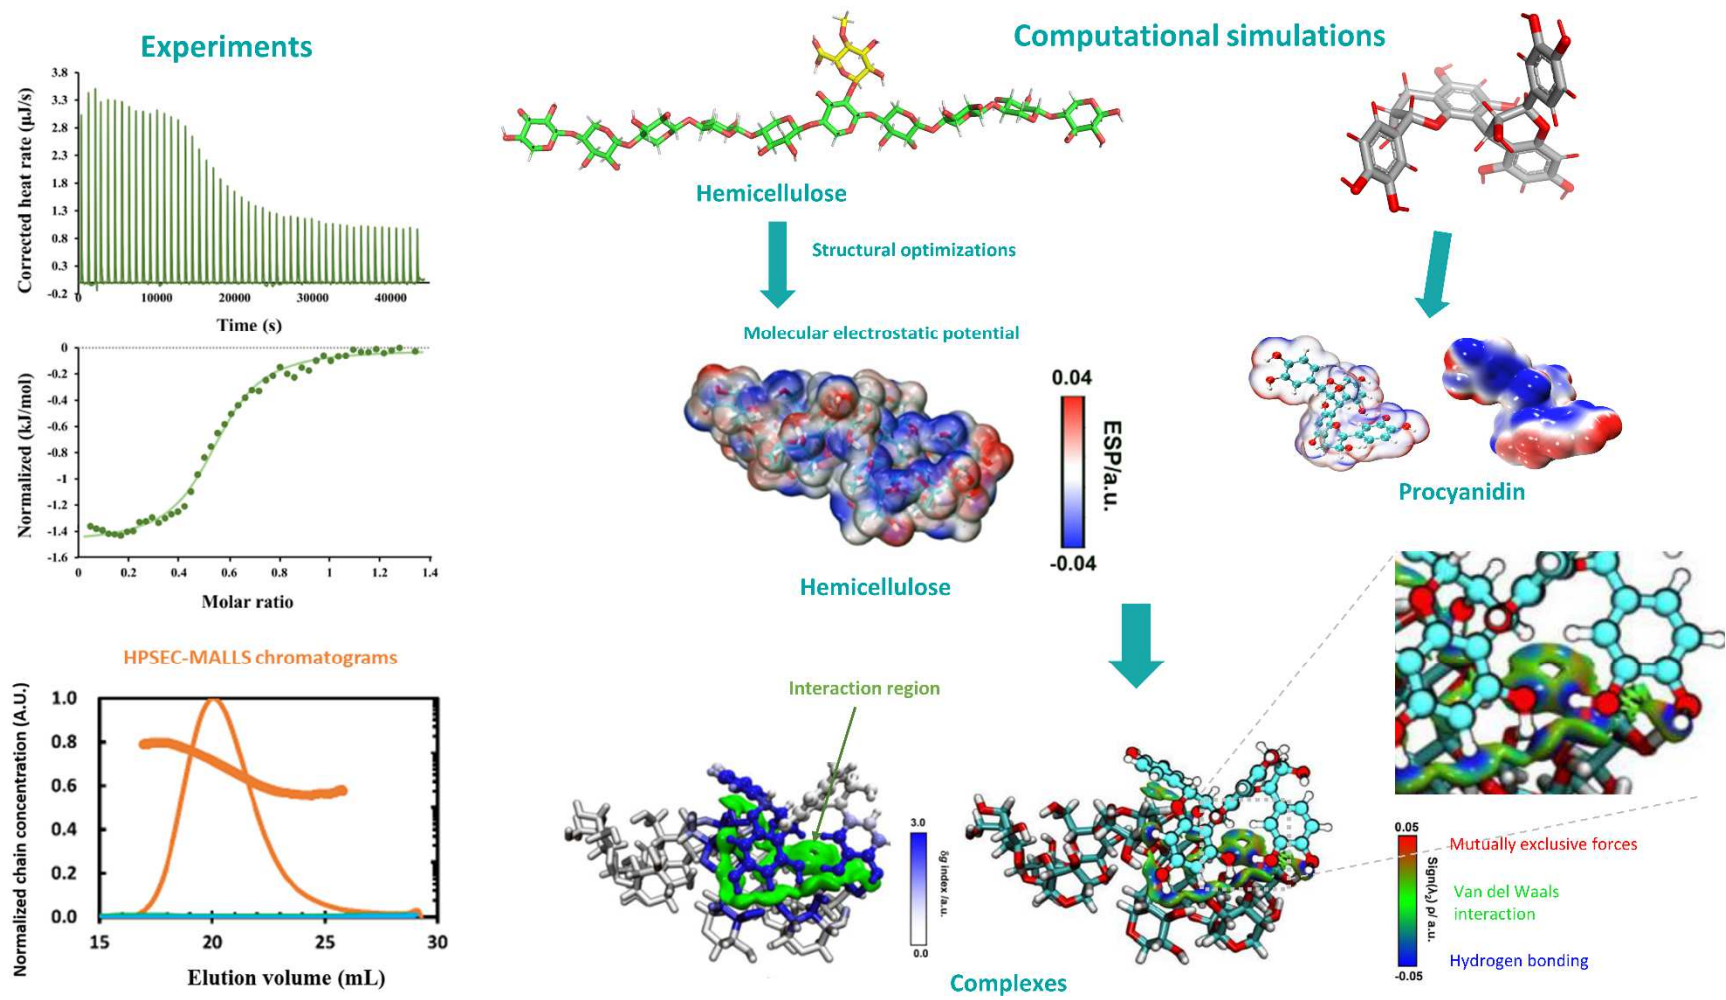 Experiments
Computational simulations
Corrected heat rate (µJ/s)
3.8
3.3
2.8
2.3
1.8
1.3
0.8
0.3
-0.2
0
10000
20000
30000
40000
Time (s)
Normalized (kJ/mol)
0
-0.2
-0.4
-0.6
-0.8
-1
-1.2
-1.4
-1.6
0.2
0.4
0.6
0.8
1
1.2
1.4
Molar ratio
HPSEC-MALLS chromatograms
Normalized chain concentration (A.U.)
1.0
0.8
0.6
0.4
0.2
0.0
15
20
25
30
Elution volume (mL)
Hemicellulose
Structural optimizations
Molecular electrostatic potential
0.04
ESP/a.u.
-0.04
Hemicellulose
Procyanidin
Interaction region
3.0
δg index /a.u.
0.0
Complexes
0.05
Sign(λ₂) ρ/ a.u.
-0.05
Mutually exclusive forces
Van del Waals
interaction
Hydrogen bonding